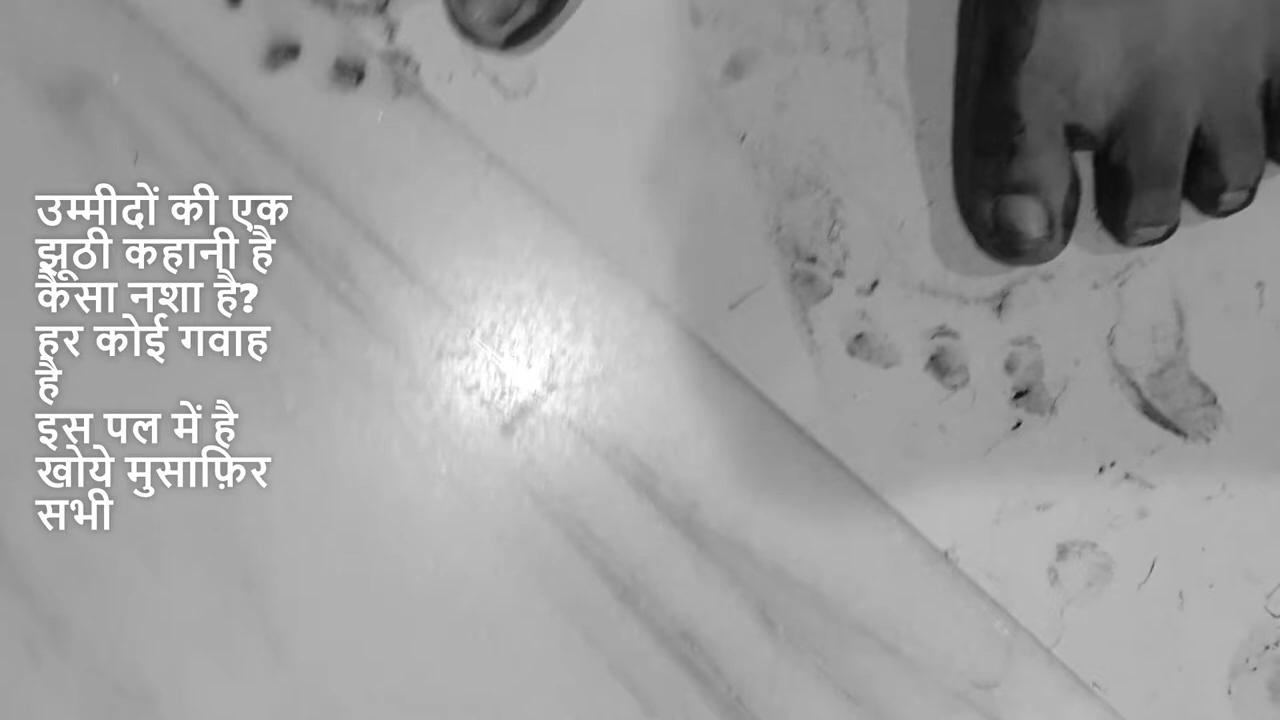 उम्मीदों की एक
झूठी कहानी है
कैसा नशा है?
हर कोई गवाह
है
इस पल में है
खोये मुसाफ़िर
सभी